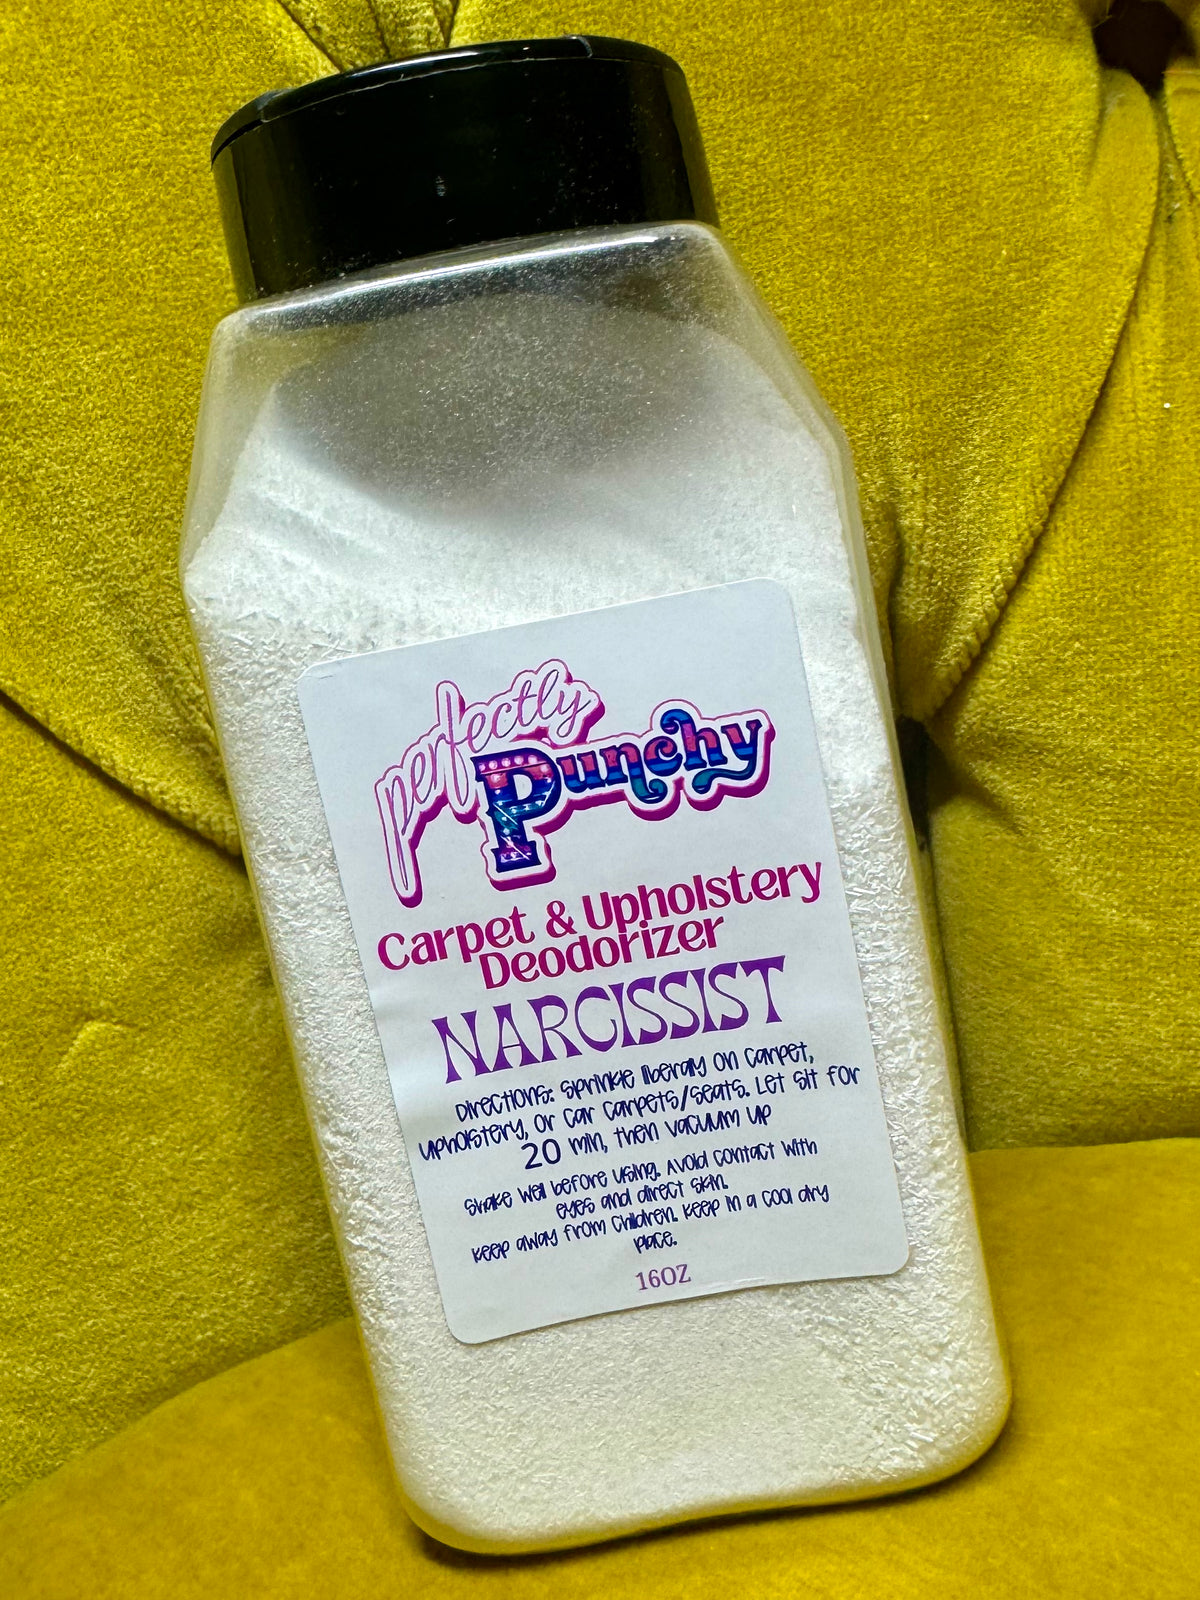 perfectly
Punchy
Carpet & Upholstery
Deodorizer
NARCISSIST
Directions: Sprinkle liberally on carpet,
upholstery, or car carpets/seats. Let sit for
20 min, then vacuum up
Shake well before using. Avoid contact with
eyes and direct skin.
Keep away from children. Keep in a cool dry
place.
16OZ